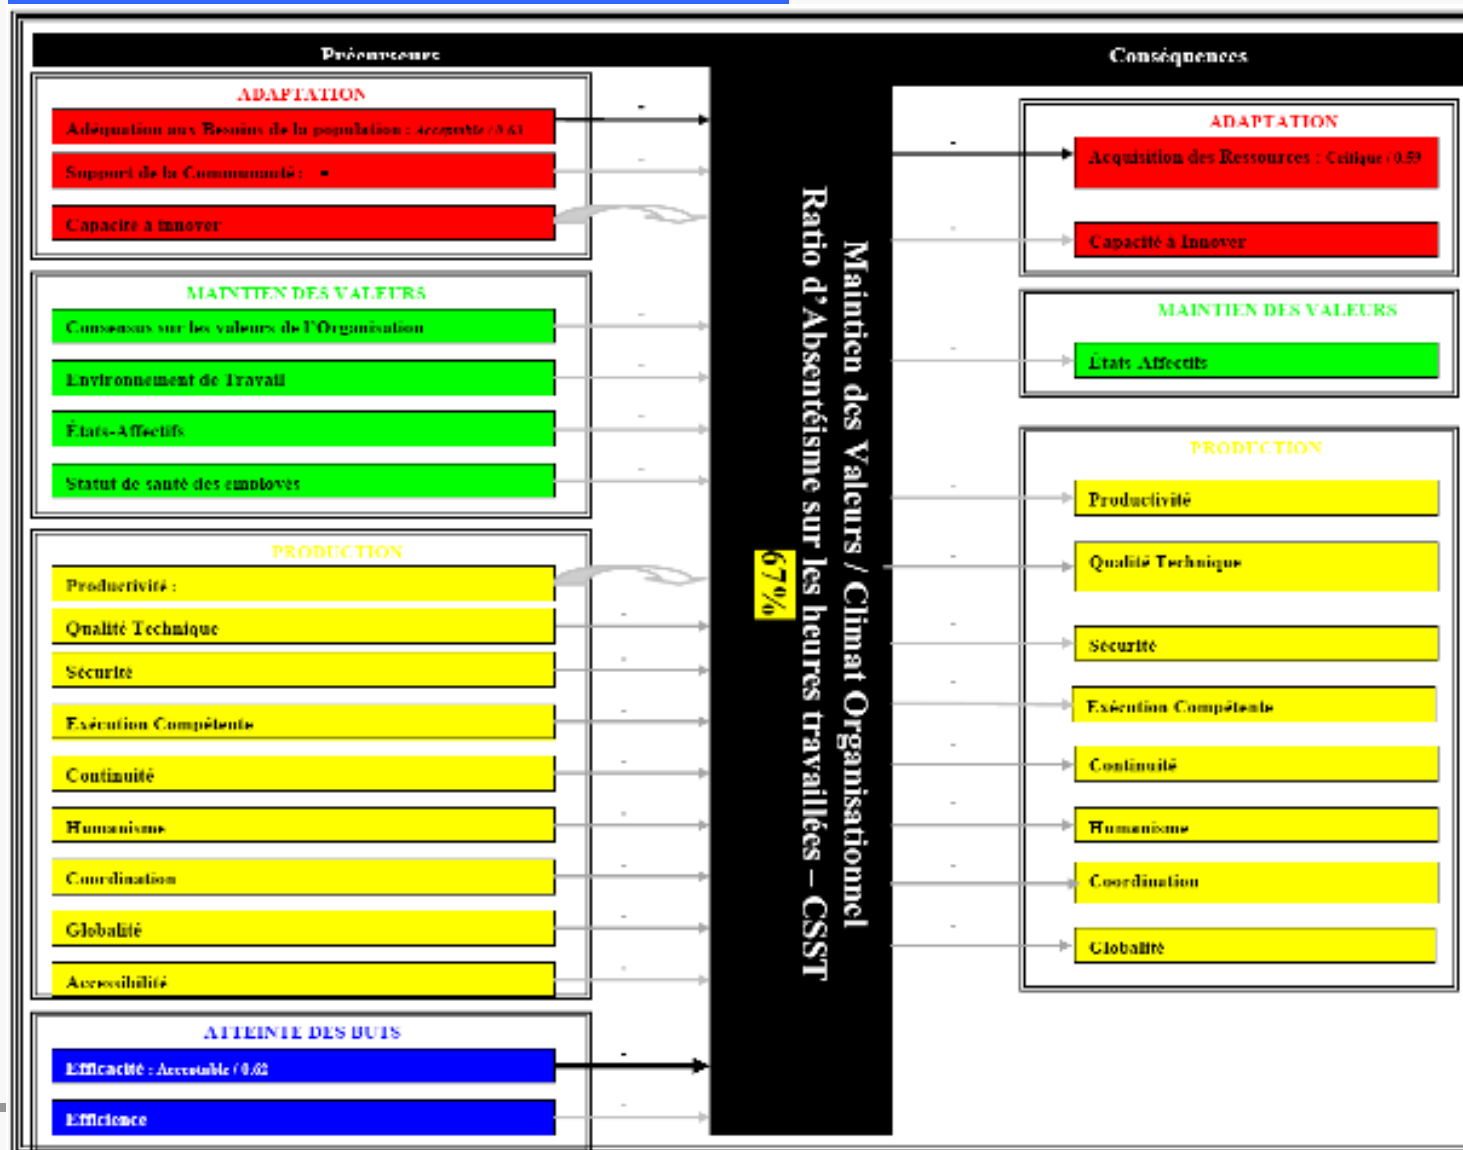 Précurseurs
Conséquences
ADAPTATION
Adéquation aux Besoins de la population : Acceptable / 0.63
Support de la Communauté : -
Capacité à innover
MAINTIEN DES VALEURS
Consensus sur les valeurs de l'Organisation
Environnement de Travail
États-Affectifs
Statut de santé des employés
PRODUCTION
Productivité :
Qualité Technique
Sécurité
Exécution Compétente
Continuité
Humanisme
Coordination
Globalité
Accessibilité
ATTEINTE DES BUTS
Efficacité : Acceptable / 0.62
Efficience
Maintien des Valeurs / Climat Organisationnel
Ratio d'Absentéisme sur les heures travaillées – CSST
67%
ADAPTATION
Acquisition des Ressources : Critique / 0.59
Capacité à Innover
MAINTIEN DES VALEURS
États Affectifs
PRODUCTION
Productivité
Qualité Technique
Sécurité
Exécution Compétente
Continuité
Humanisme
Coordination
Globalité